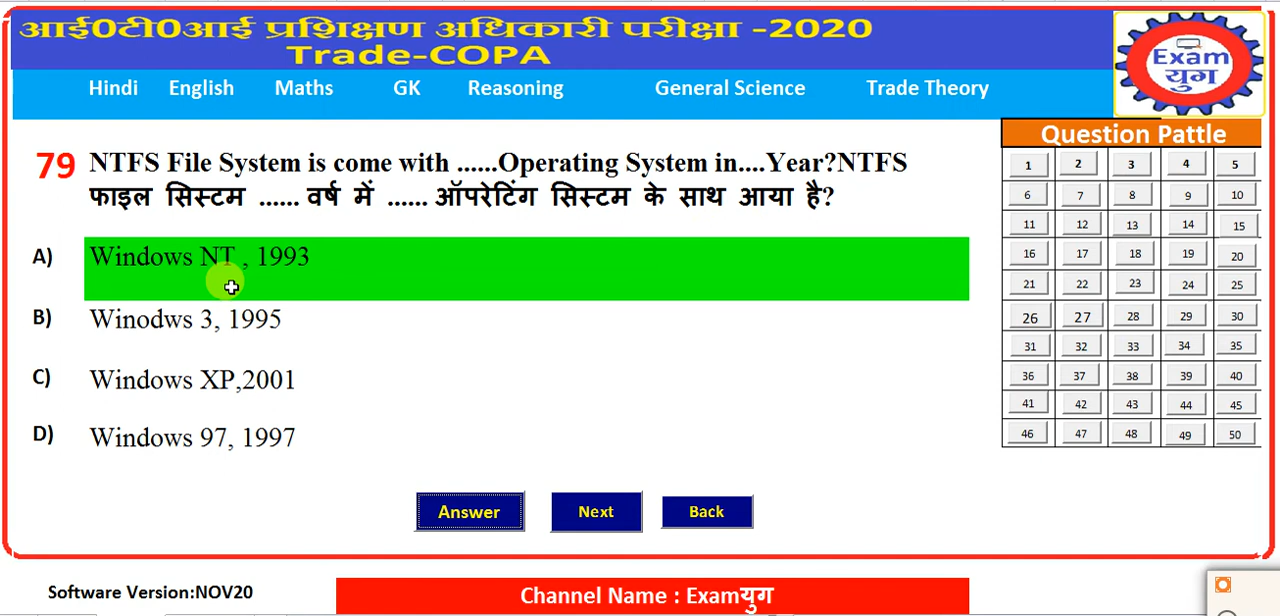 आई0टी0आई प्रशिक्षण अधिकारी परीक्षा -2020
Trade-COPA
Exam
युग
Hindi English Maths GK Reasoning General Science Trade Theory
Question Pattle
79 NTFS File System is come with ......Operating System in....Year?NTFS
फाइल सिस्टम ...... वर्ष में ...... ऑपरेटिंग सिस्टम के साथ आया है?
A) Windows NT , 1993
B) Winodws 3, 1995
C) Windows XP,2001
D) Windows 97, 1997
1 2 3 4 5
6 7 8 9 10
11 12 13 14 15
16 17 18 19 20
21 22 23 24 25
26 27 28 29 30
31 32 33 34 35
36 37 38 39 40
41 42 43 44 45
46 47 48 49 50
Answer Next Back
Software Version:NOV20
Channel Name : Examयुग